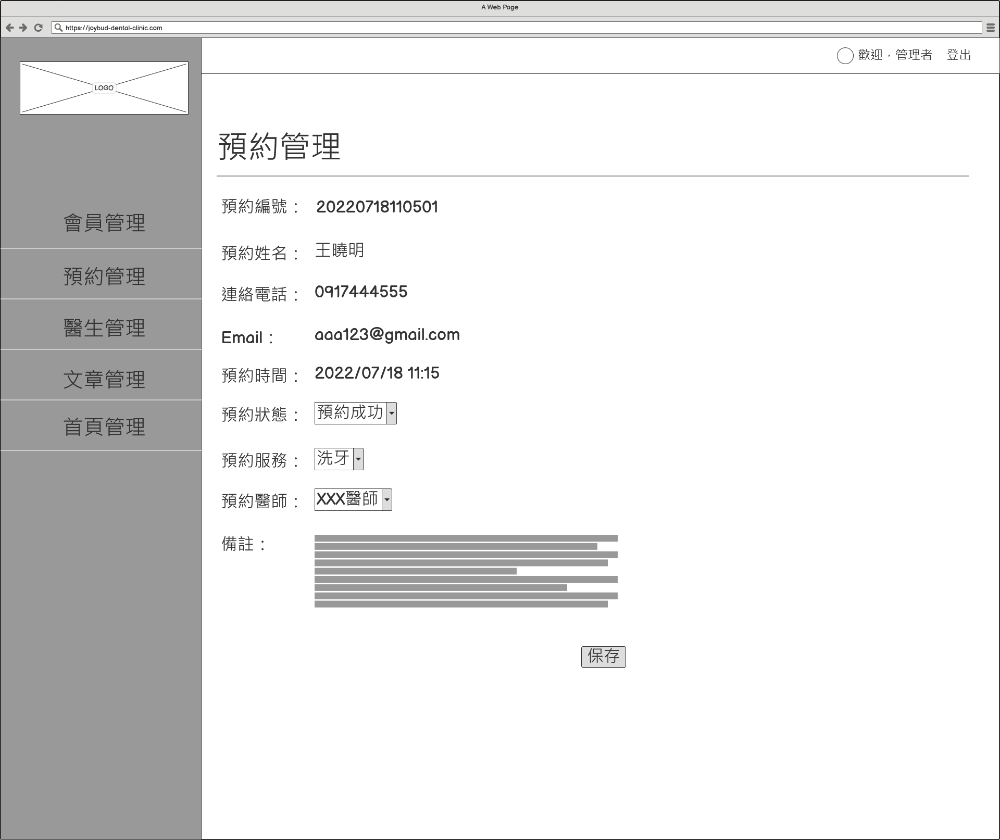 A Web Page
https://joybud-dental-clinic.com
LOGO
歡迎，管理者 登出
會員管理
預約管理
醫生管理
文章管理
首頁管理
預約管理
預約編號： 20220718110501
預約姓名： 王曉明
連絡電話： 0917444555
Email： aaa123@gmail.com
預約時間： 2022/07/18 11:15
預約狀態： 預約成功
預約服務： 洗牙
預約醫師： XXX醫師
備註：
保存